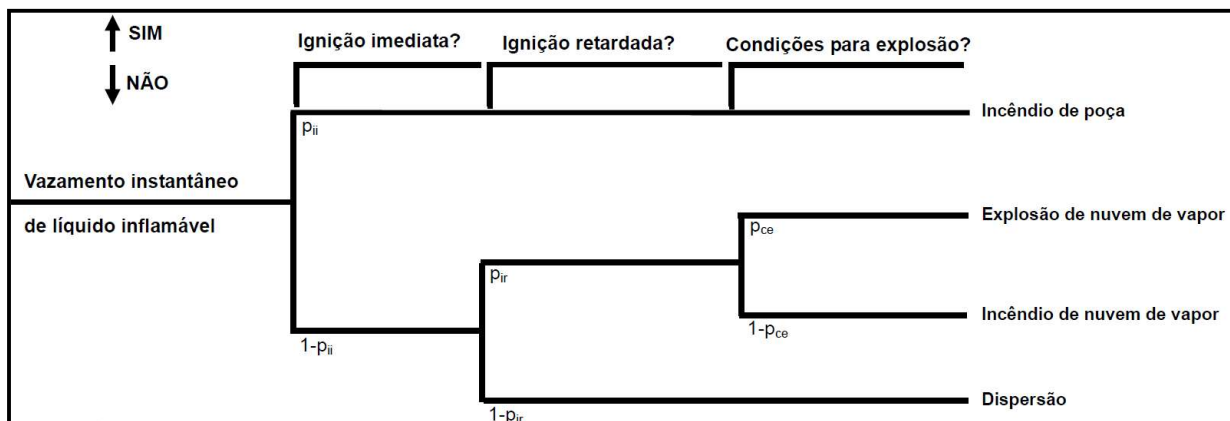 SIM
NÃO
Ignição imediata?
Ignição retardada?
Condições para explosão?
Incêndio de poça
pii
Vazamento instantâneo
de líquido inflamável
Explosão de nuvem de vapor
pce
pir
Incêndio de nuvem de vapor
1-pce
1-pii
Dispersão
1-pir